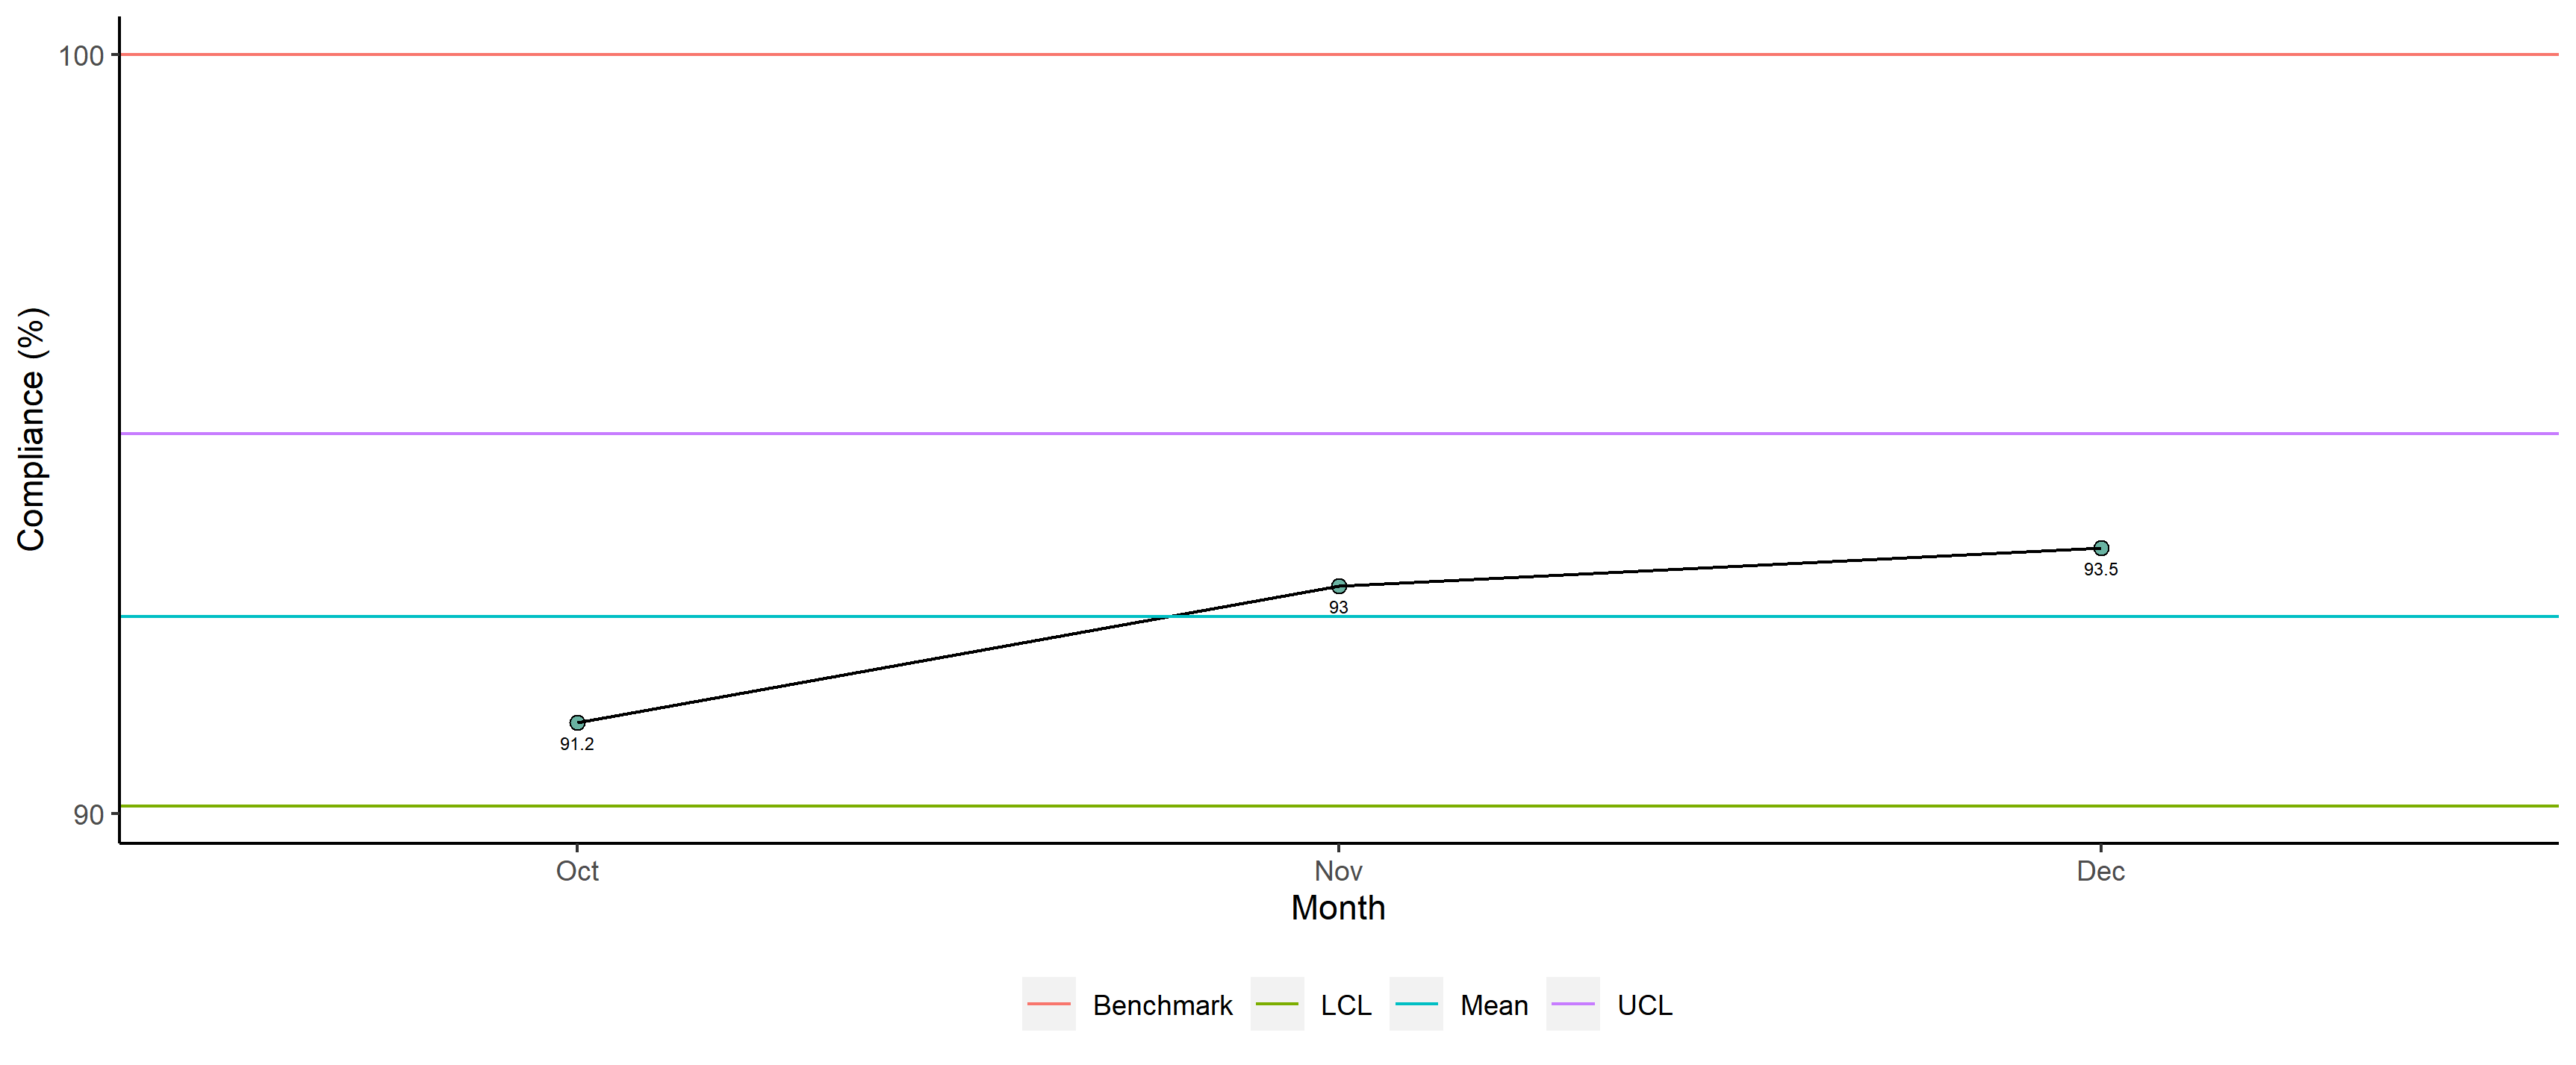 100
Compliance (%)
93.5
93
91.2
90
Oct Nov Dec
Month
Benchmark LCL Mean UCL